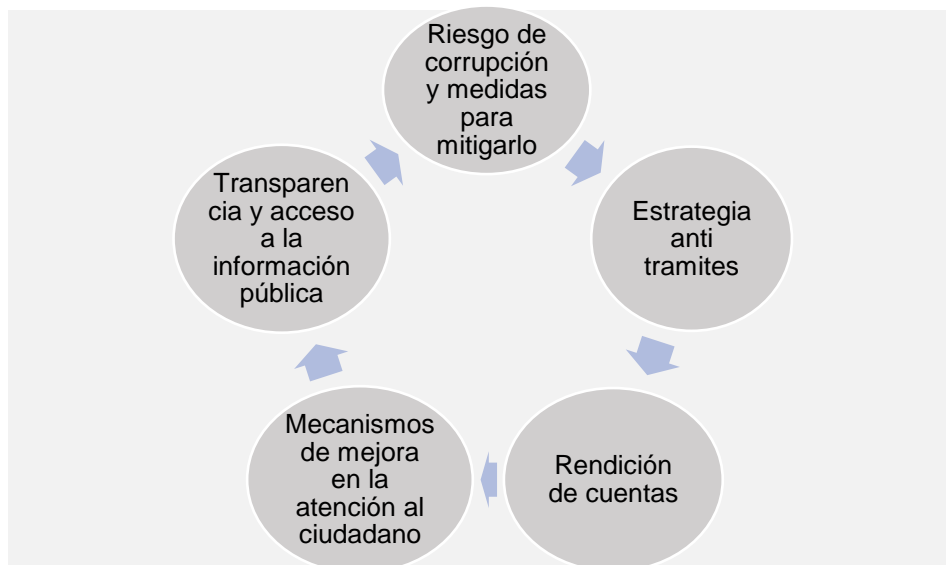 Riesgo de
corrupción
y medidas
para
mitigarlo
Estrategia
anti
tramites
Rendición
de cuentas
Mecanismos
de mejora
en la
atención al
ciudadano
Transparen
cia y acceso
a la
información
pública